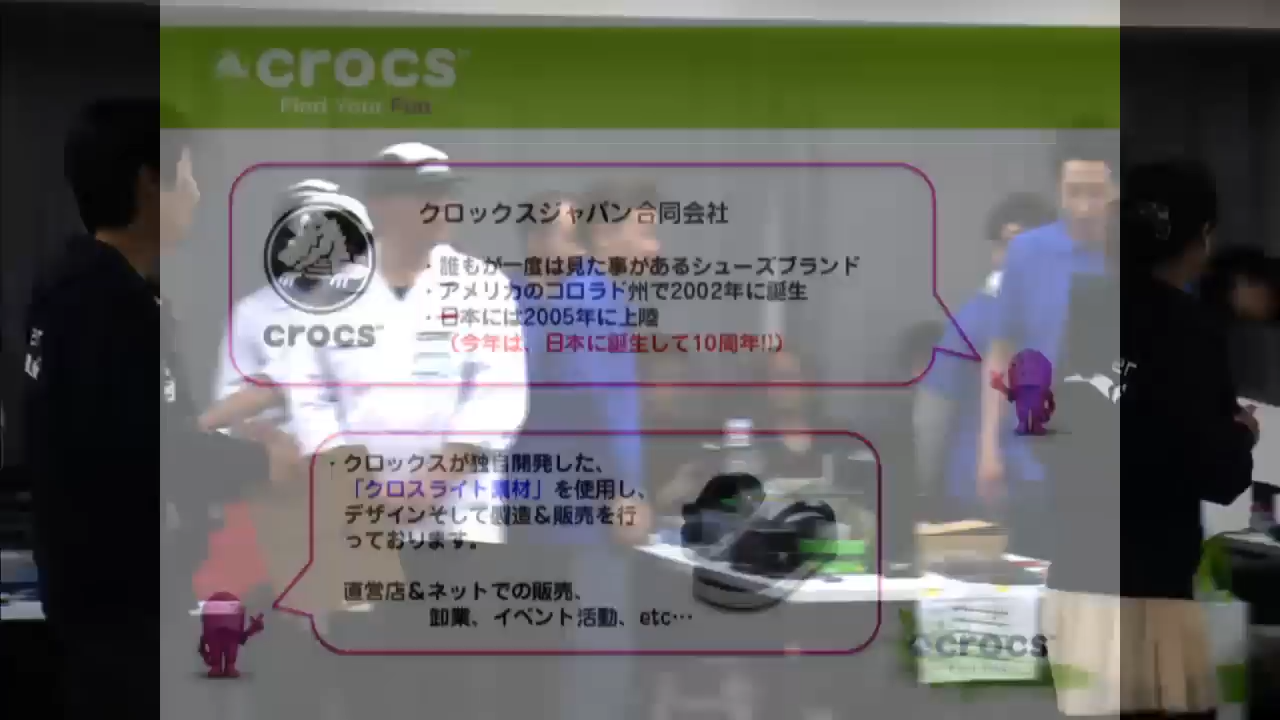 crocs™
Find Your Fun
クロックスジャパン合同会社
・誰もが一度は見た事があるシューズブランド
・アメリカのコロラド州で2002年に誕生
・日本には2005年に上陸
（今年は、日本に誕生して10周年!!）
crocs™
・クロックスが独自開発した、
「クロスライト素材」を使用し、
デザインそして製造＆販売を行
っております。
直営店＆ネットでの販売、
卸業、イベント活動、etc…
crocs™